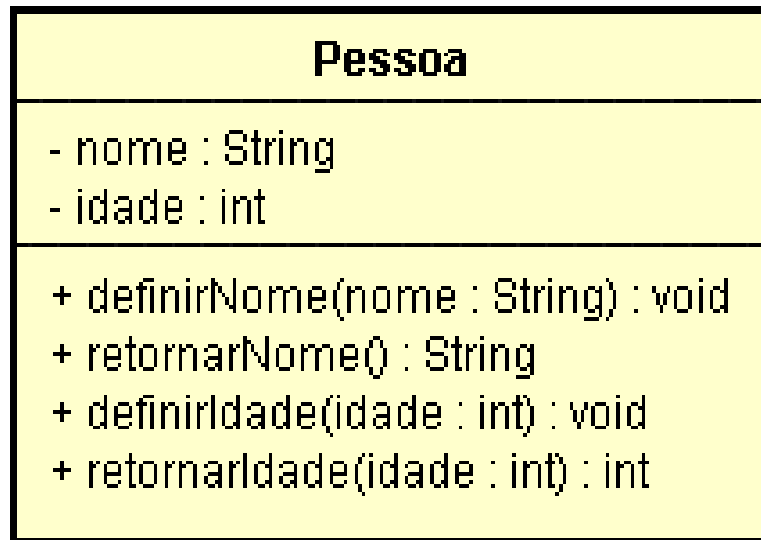 Pessoa
- nome : String
- idade : int
+ definirNome(nome : String) : void
+ retornarNome() : String
+ definirIdade(idade : int) : void
+ retornarIdade(idade : int) : int